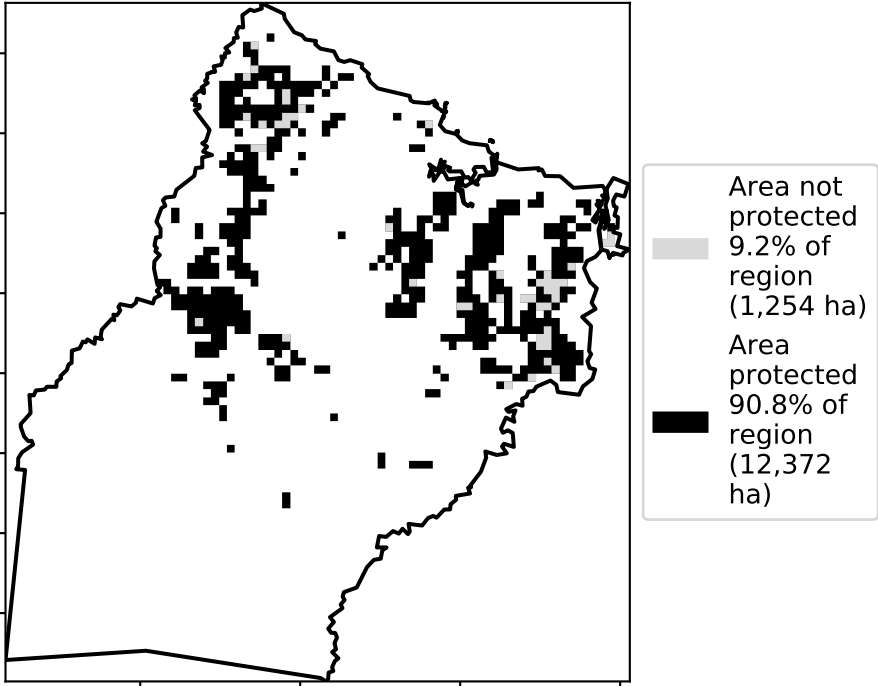 Area not
protected
9.2% of
region
(1,254 ha)
Area
protected
90.8% of
region
(12,372
ha)